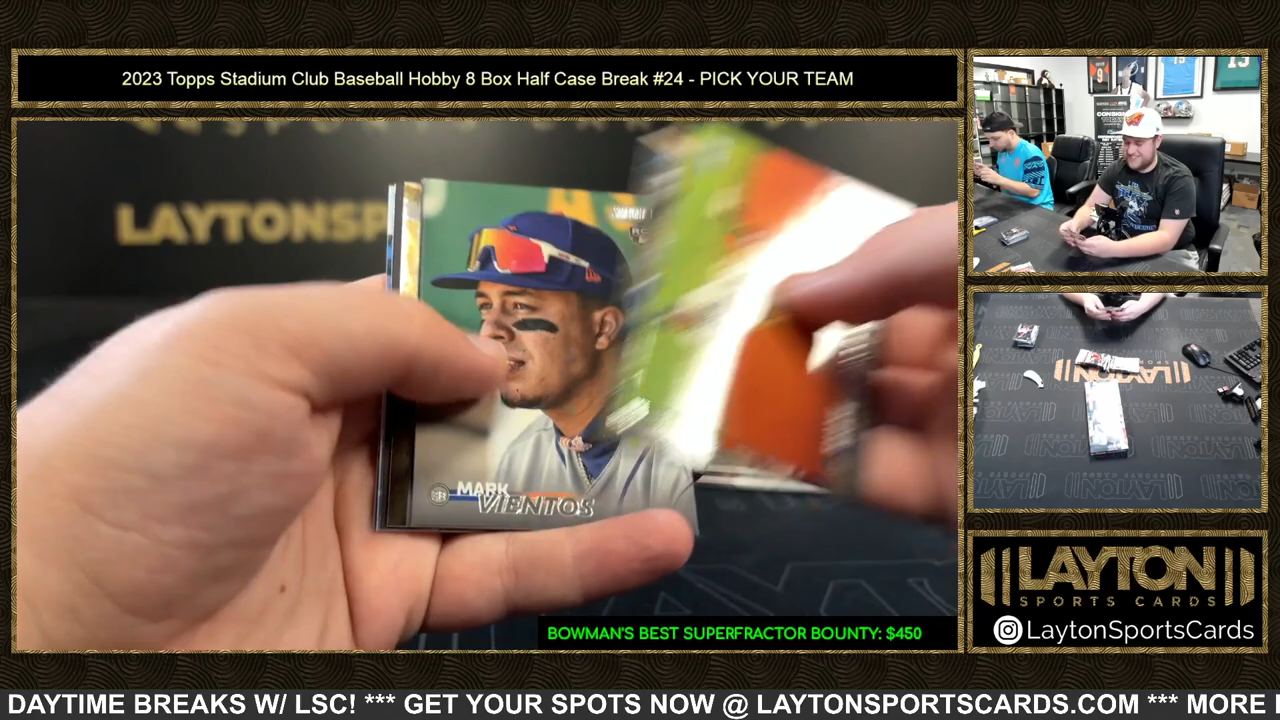 2023 Topps Stadium Club Baseball Hobby 8 Box Half Case Break #24 - PICK YOUR TEAM
LAYTONSP
MARK
VIENTOS
BOWMAN'S BEST SUPERFRACTOR BOUNTY: $450
LAYTON
LAYTON
SPORTS CARDS
LaytonSportsCards
DAYTIME BREAKS W/ LSC! *** GET YOUR SPOTS NOW @ LAYTONSPORTSCARDS.COM *** MORE